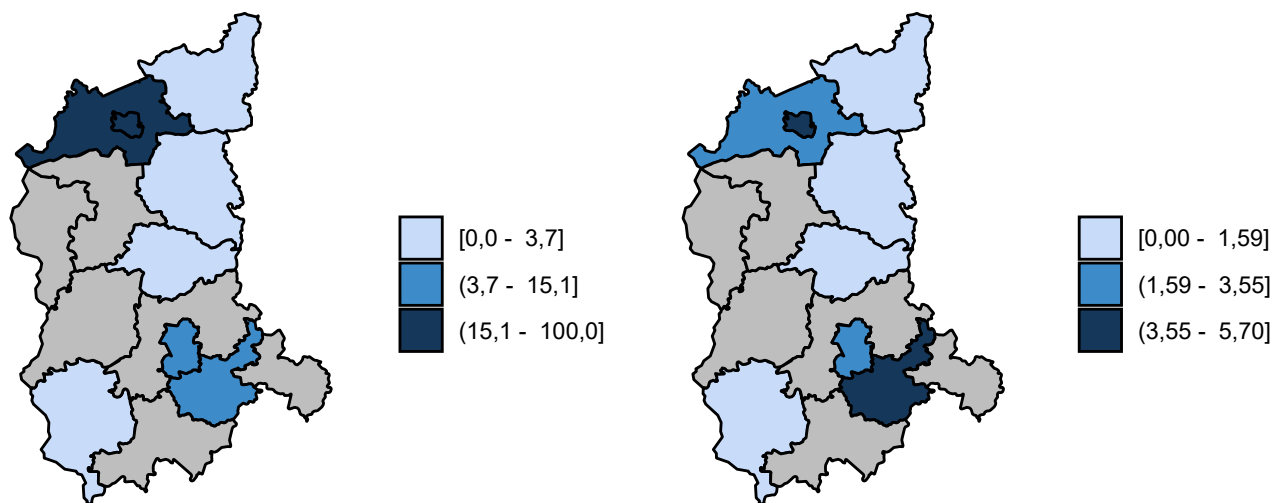 [0,0 - 3,7]
(3,7 - 15,1]
(15,1 - 100,0]
[0,00 - 1,59]
(1,59 - 3,55]
(3,55 - 5,70]